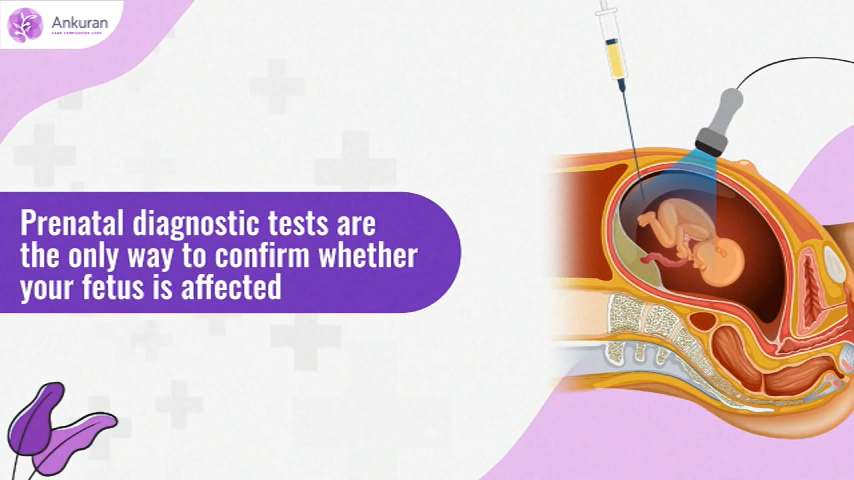 Ankuran
Prenatal diagnostic tests are
the only way to confirm whether
your fetus is affected